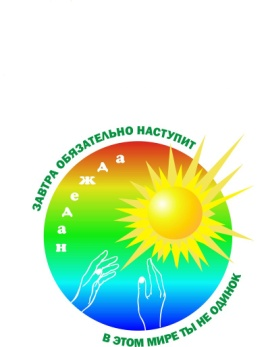 ЗАВТРА ОБЯЗАТЕЛЬНО НАСТУПИТ
надежда
В ЭТОМ МИРЕ ТЫ НЕ ОДИНОК